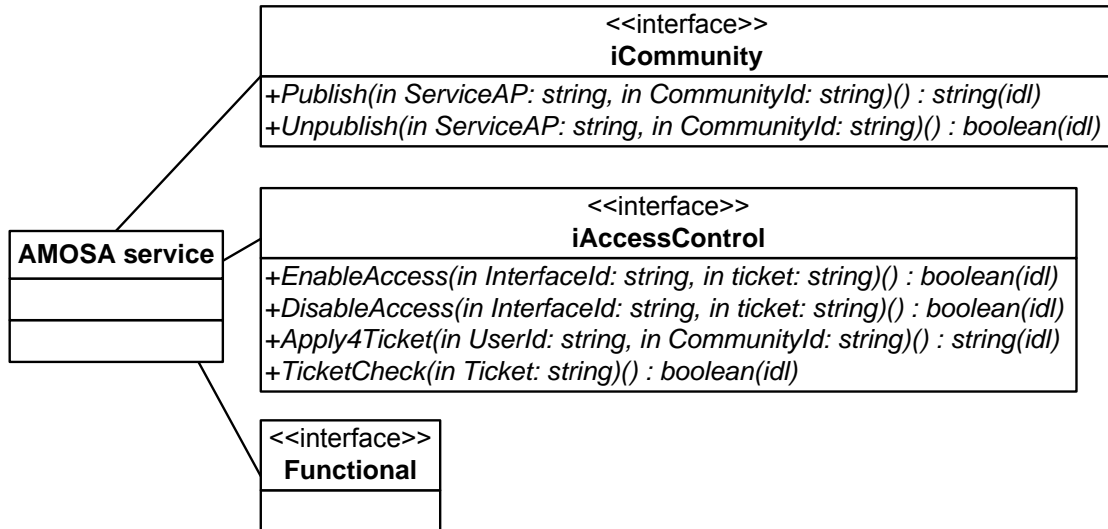 <<interface>>
iCommunity
+Publish(in ServiceAP: string, in CommunityId: string)() : string(idl)
+Unpublish(in ServiceAP: string, in CommunityId: string)() : boolean(idl)
<<interface>>
iAccessControl
AMOSA service
+EnableAccess(in InterfaceId: string, in ticket: string)() : boolean(idl)
+DisableAccess(in InterfaceId: string, in ticket: string)() : boolean(idl)
+Apply4Ticket(in UserId: string, in CommunityId: string)() : string(idl)
+TicketCheck(in Ticket: string)() : boolean(idl)
<<interface>>
Functional